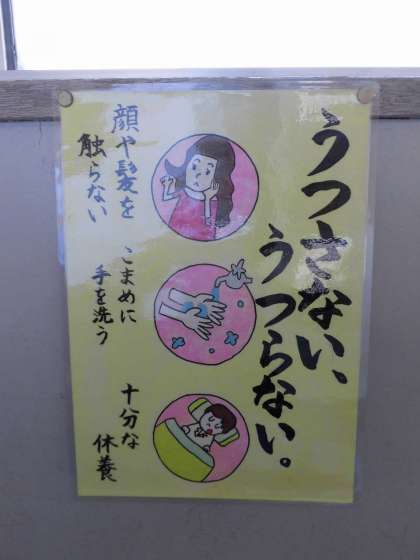 うつさない、
うつらない。
顔や髪を
触らない
こまめに
手を洗う
十分な
休養